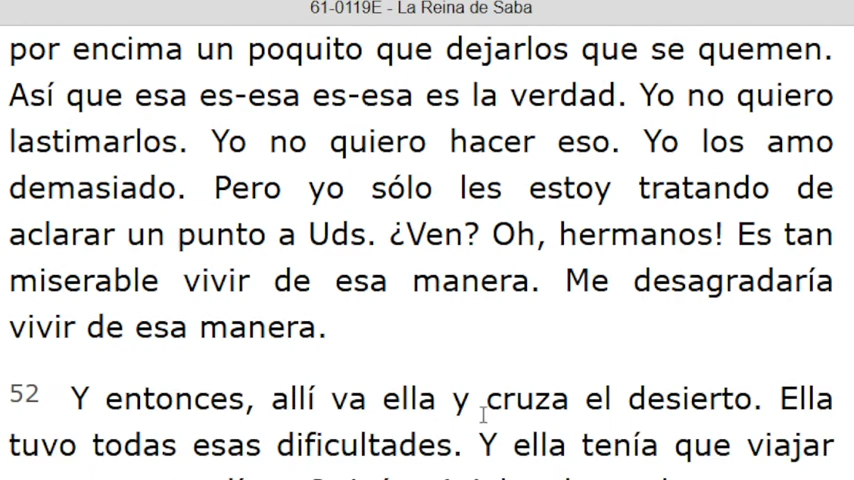 61-0119E - La Reina de Saba
por encima un poquito que dejarlos que se quemen.
Así que esa es-esa es-esa es la verdad. Yo no quiero
lastimarlos. Yo no quiero hacer eso. Yo los amo
demasiado. Pero yo sólo les estoy tratando de
aclarar un punto a Uds. ¿Ven? Oh, hermanos! Es tan
miserable vivir de esa manera. Me desagradaría
vivir de esa manera.
52 Y entonces, allí va ella y cruza el desierto. Ella
tuvo todas esas dificultades. Y ella tenía que viajar